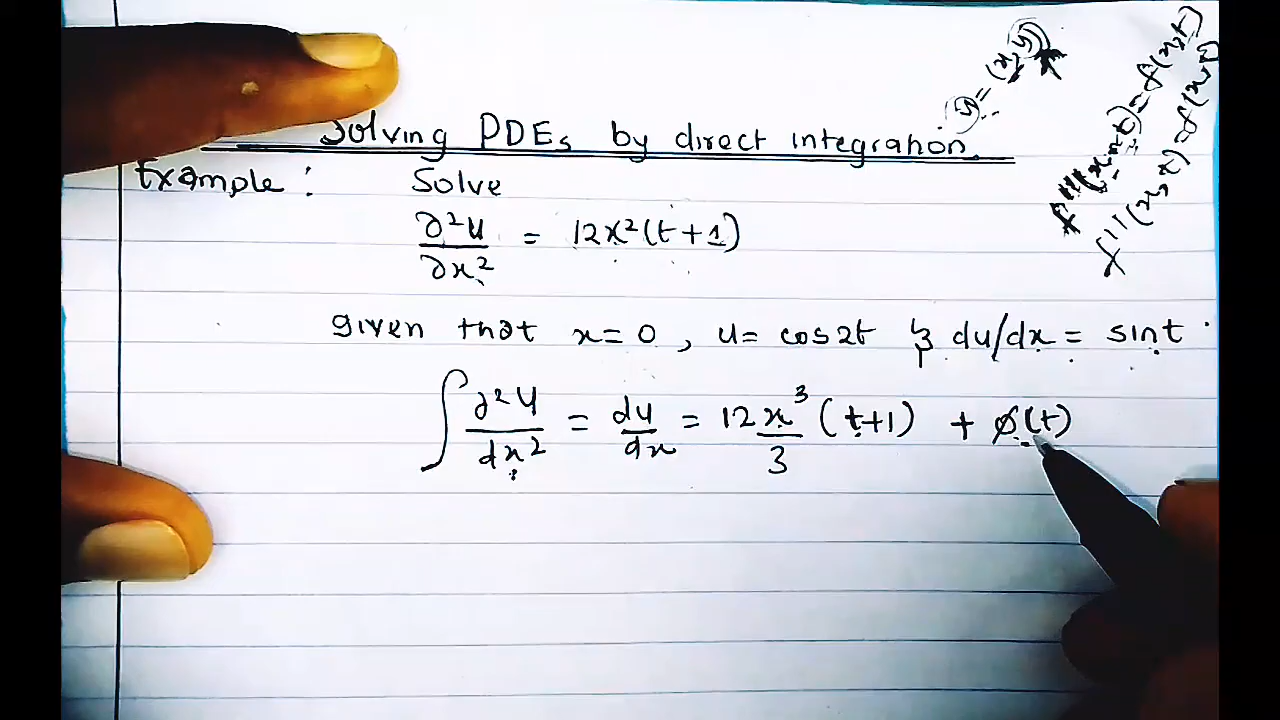 Solving PDEs by direct integration.
Example : Solve
∂²u/∂x² = 12x²(t+1)
given that x=0, u= cos2t & du/dx = sint.
∫ ∂²u/dx² = du/dx = 12 x³/3 (t+1) + ϕ(t)